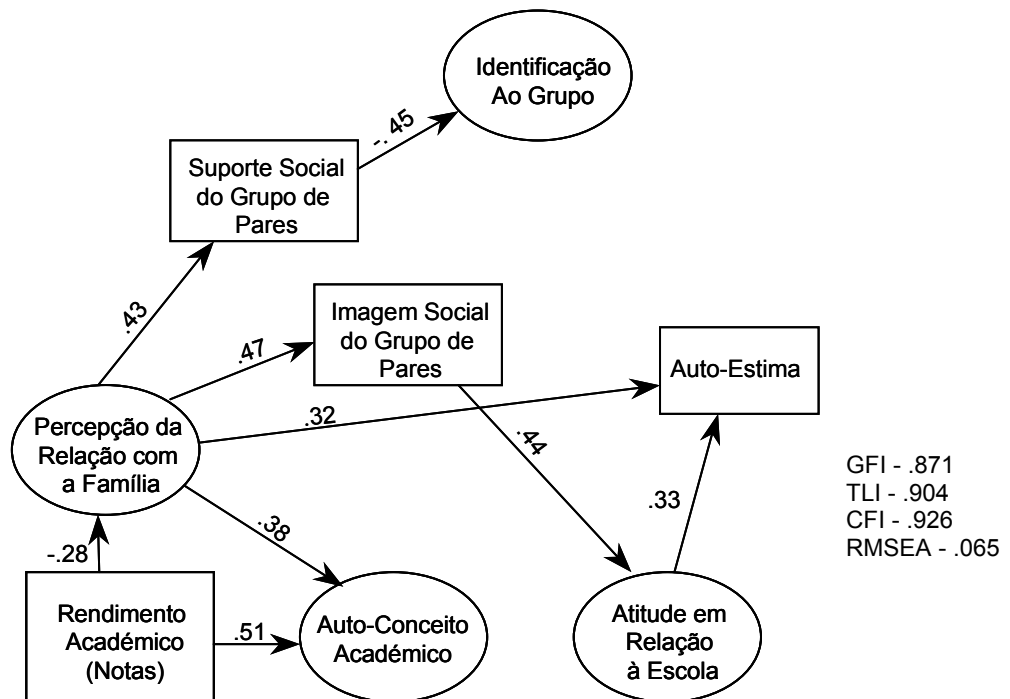 Identificação
Ao Grupo
-. 45
Suporte Social
do Grupo de
Pares
.43
.47
Imagem Social
do Grupo de
Pares
Auto-Estima
.32
.44
Percepção da
Relação com
a Família
.33
GFI - .871
TLI - .904
CFI - .926
RMSEA - .065
.38
-.28
Rendimento
Académico
(Notas)
.51
Auto-Conceito
Académico
Atitude em
Relação
à Escola